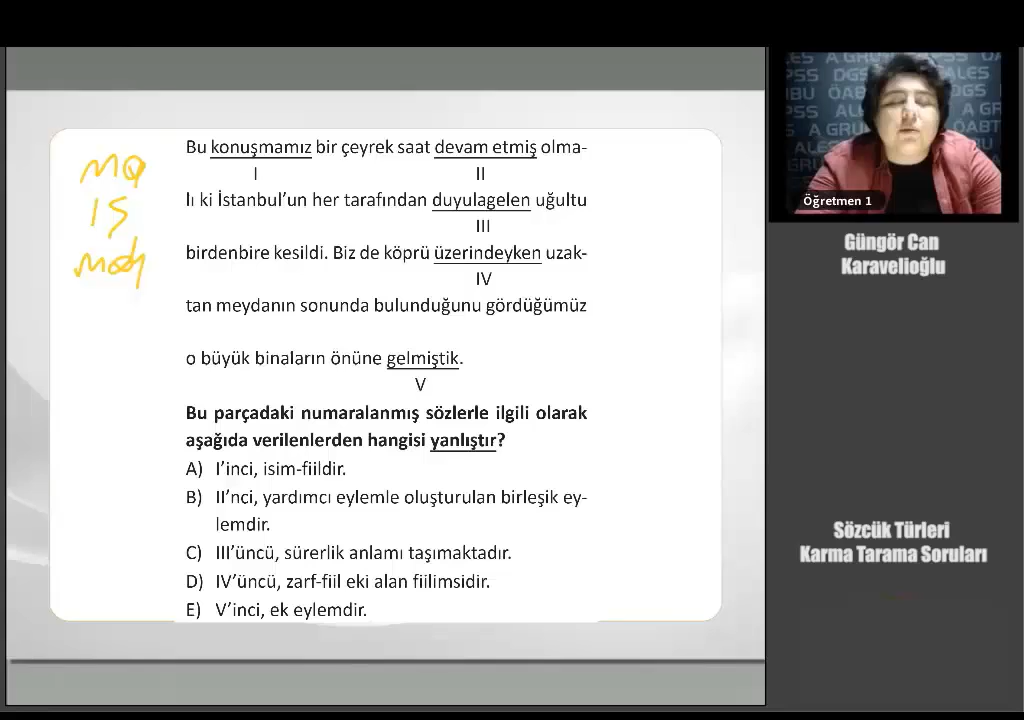 Bu konuşmamız bir çeyrek saat devam etmiş olma-
I II
lı ki İstanbul'un her tarafından duyulagelen uğultu
III
birdenbire kesildi. Biz de köprü üzerindeyken uzak-
IV
tan meydanın sonunda bulunduğunu gördüğümüz
o büyük binaların önüne gelmiştik.
V
Bu parçadaki numaralanmış sözlerle ilgili olarak
aşağıda verilenlerden hangisi yanlıştır?
A) I'inci, isim-fiildir.
B) II'nci, yardımcı eylemle oluşturulan birleşik ey-
lemdir.
C) III'üncü, sürerlik anlamı taşımaktadır.
D) IV'üncü, zarf-fiil eki alan fiilimsidir.
E) V'inci, ek eylemdir.
Öğretmen 1
Güngör Can
Karavelioğlu
Sözcük Türleri
Karma Tarama Soruları